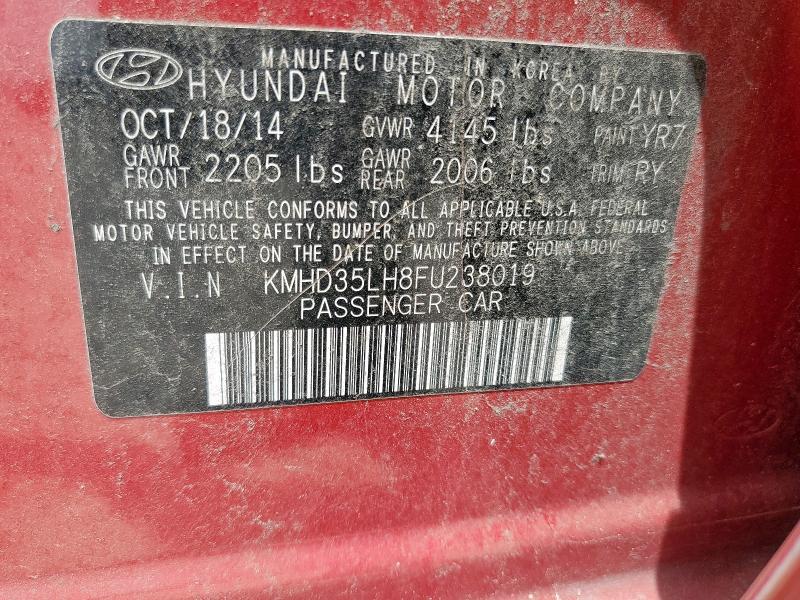 MANUFACTURED IN KOREA BY
HYUNDAI MOTOR COMPANY
OCT/18/14 GVWR 4145 lbs PAINT YR7
GAWR FRONT 2205 lbs GAWR REAR 2006 lbs TRIM RY
THIS VEHICLE CONFORMS TO ALL APPLICABLE U.S.A. FEDERAL
MOTOR VEHICLE SAFETY, BUMPER, AND THEFT PREVENTION STANDARDS
IN EFFECT ON THE DATE OF MANUFACTURE SHOWN ABOVE.
V.I.N KMHD35LH8FU238019
PASSENGER CAR